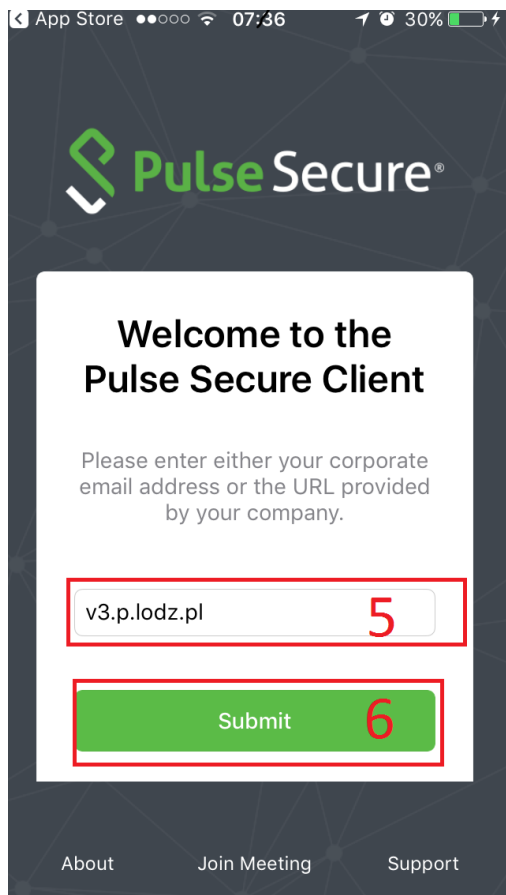 App Store 07:36 30%
Pulse Secure®
Welcome to the
Pulse Secure Client
Please enter either your corporate
email address or the URL provided
by your company.
v3.p.lodz.pl 5
Submit 6
About Join Meeting Support